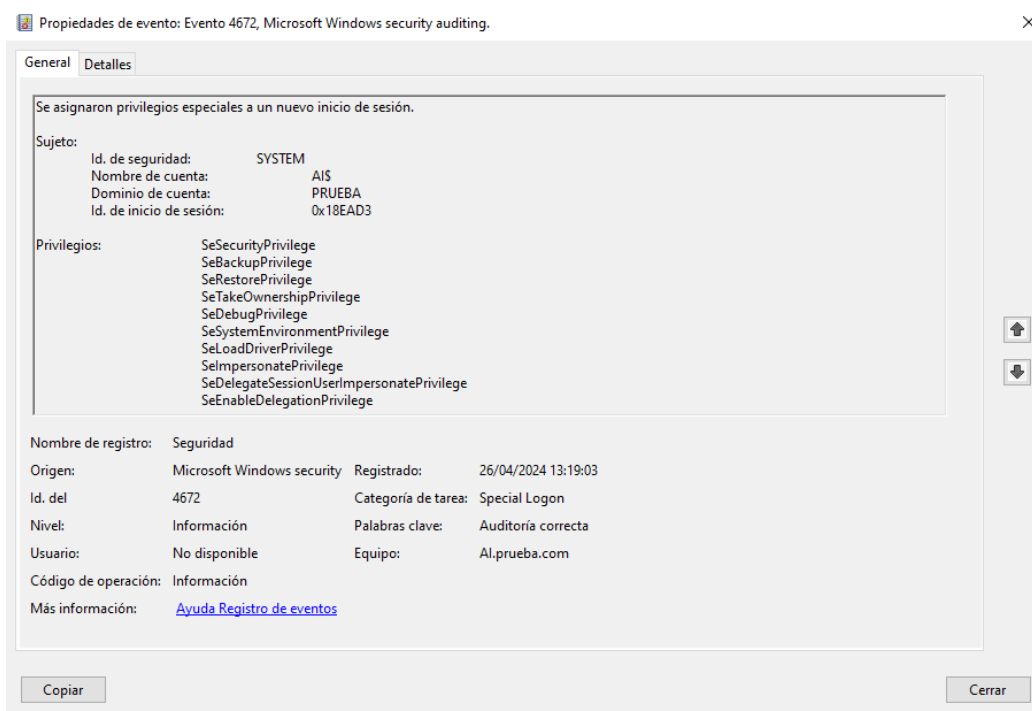 Propiedades de evento: Evento 4672, Microsoft Windows security auditing.
General Detalles
Se asignaron privilegios especiales a un nuevo inicio de sesión.
Sujeto:
Id. de seguridad: SYSTEM
Nombre de cuenta: AI$
Dominio de cuenta: PRUEBA
Id. de inicio de sesión: 0x18EAD3
Privilegios: SeSecurityPrivilege
SeBackupPrivilege
SeRestorePrivilege
SeTakeOwnershipPrivilege
SeDebugPrivilege
SeSystemEnvironmentPrivilege
SeLoadDriverPrivilege
SeImpersonatePrivilege
SeDelegateSessionUserImpersonatePrivilege
SeEnableDelegationPrivilege
Nombre de registro: Seguridad
Origen: Microsoft Windows security Registrado: 26/04/2024 13:19:03
Id. del 4672 Categoría de tarea: Special Logon
Nivel: Información Palabras clave: Auditoría correcta
Usuario: No disponible Equipo: AI.prueba.com
Código de operación: Información
Más información: Ayuda Registro de eventos
Copiar Cerrar